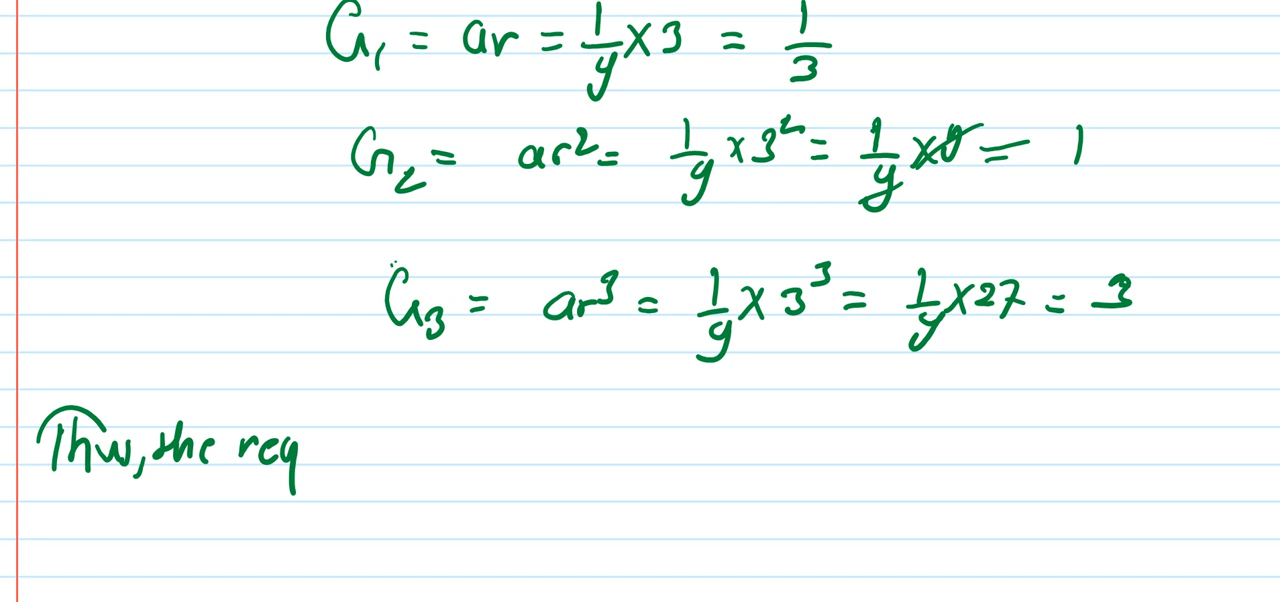 G₁ = ar = 1/9 × 3 = 1/3
G₂ = ar² = 1/9 × 3² = 1/9 × 9 = 1
G₃ = ar³ = 1/9 × 3³ = 1/9 × 27 = 3
Thus, the req